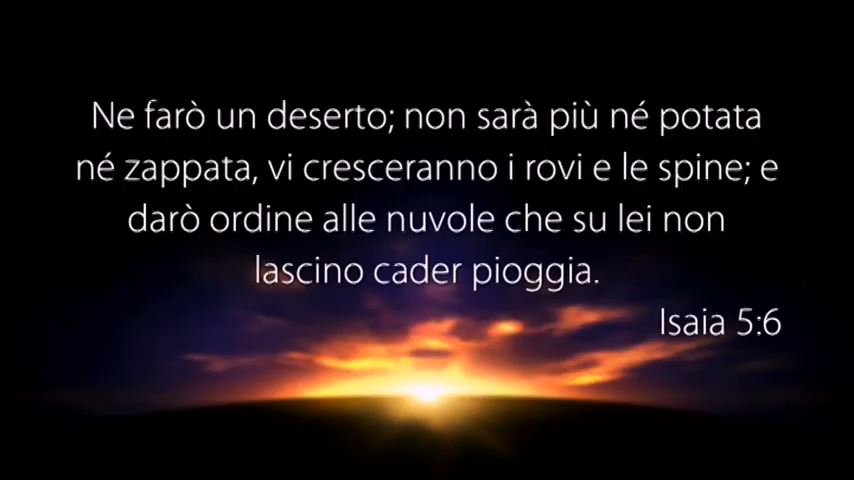 Ne farò un deserto; non sarà più né potata
né zappata, vi cresceranno i rovi e le spine; e
darò ordine alle nuvole che su lei non
lascino cader pioggia.
Isaia 5:6